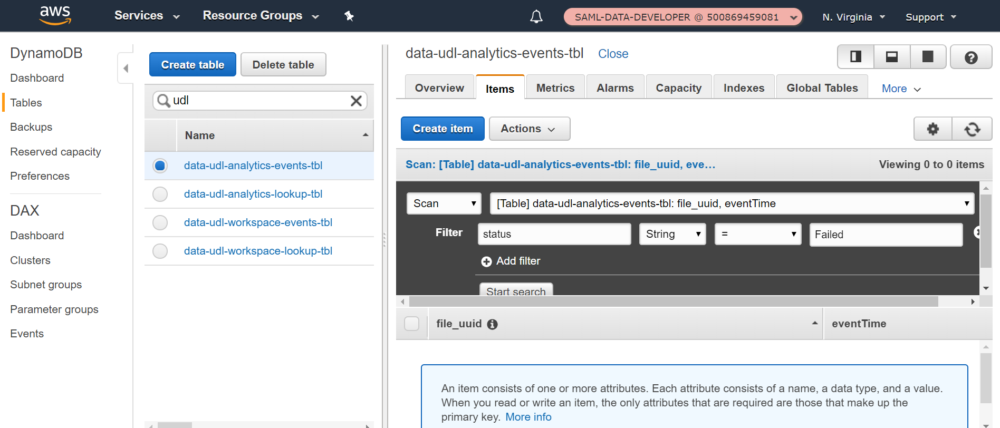 aws
Services
Resource Groups
SAML-DATA-DEVELOPER @ 500869459081
N. Virginia
Support
DynamoDB
Dashboard
Tables
Backups
Reserved capacity
Preferences
DAX
Dashboard
Clusters
Subnet groups
Parameter groups
Events
Create table
Delete table
udl
Name
data-udl-analytics-events-tbl
data-udl-analytics-lookup-tbl
data-udl-workspace-events-tbl
data-udl-workspace-lookup-tbl
data-udl-analytics-events-tbl Close
Overview Items Metrics Alarms Capacity Indexes Global Tables More
Create item Actions
Scan: [Table] data-udl-analytics-events-tbl: file_uuid, eve…
Viewing 0 to 0 items
Scan
[Table] data-udl-analytics-events-tbl: file_uuid, eventTime
Filter status String = Failed
Add filter
Start search
file_uuid eventTime
An item consists of one or more attributes. Each attribute consists of a name, a data type, and a value.
When you read or write an item, the only attributes that are required are those that make up the
primary key. More info